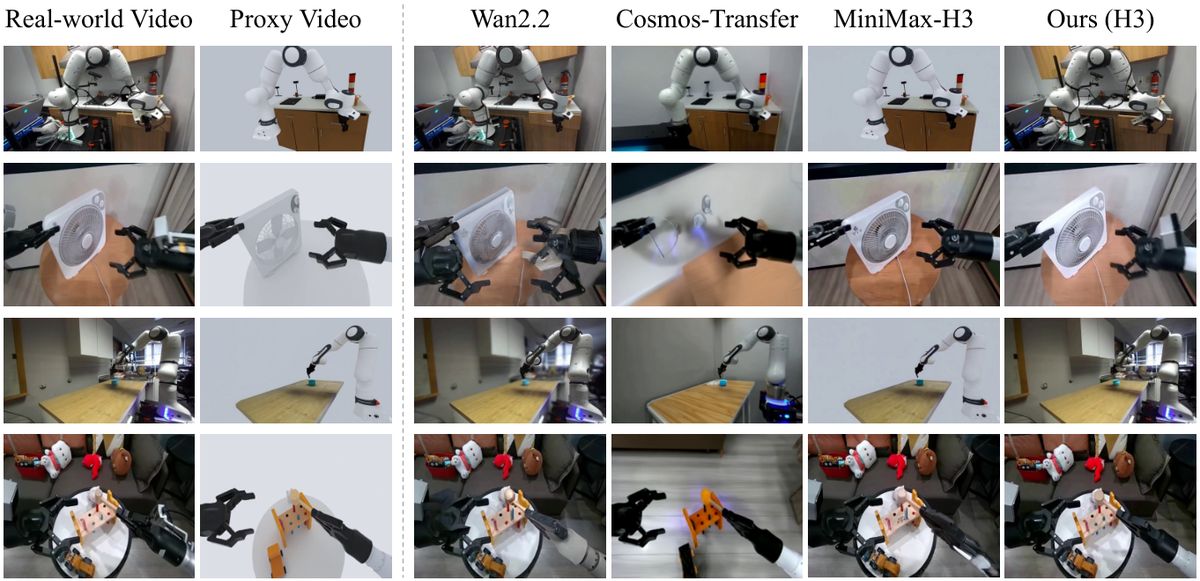 Real-world Video
Proxy Video
Wan2.2
Cosmos-Transfer
MiniMax-H3
Ours (H3)